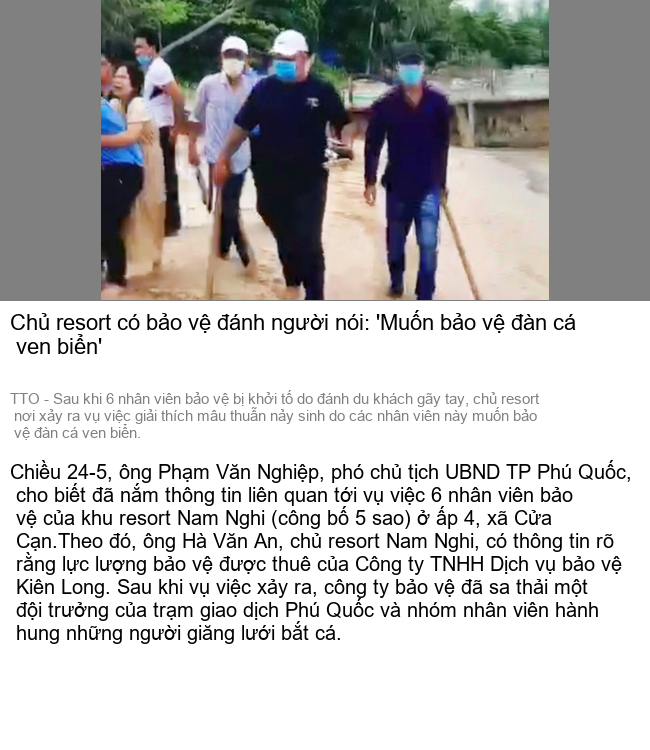 Chủ resort có bảo vệ đánh người nói: 'Muốn bảo vệ đàn cá
ven biển'
TTO - Sau khi 6 nhân viên bảo vệ bị khởi tố do đánh du khách gãy tay, chủ resort
nơi xảy ra vụ việc giải thích mâu thuẫn nảy sinh do các nhân viên này muốn bảo
vệ đàn cá ven biển.
Chiều 24-5, ông Phạm Văn Nghiệp, phó chủ tịch UBND TP Phú Quốc,
cho biết đã nắm thông tin liên quan tới vụ việc 6 nhân viên bảo
vệ của khu resort Nam Nghi (công bố 5 sao) ở ấp 4, xã Cửa
Cạn.Theo đó, ông Hà Văn An, chủ resort Nam Nghi, có thông tin rõ
rằng lực lượng bảo vệ được thuê của Công ty TNHH Dịch vụ bảo vệ
Kiên Long. Sau khi vụ việc xảy ra, công ty bảo vệ đã sa thải một
đội trưởng của trạm giao dịch Phú Quốc và nhóm nhân viên hành
hung những người giăng lưới bắt cá.